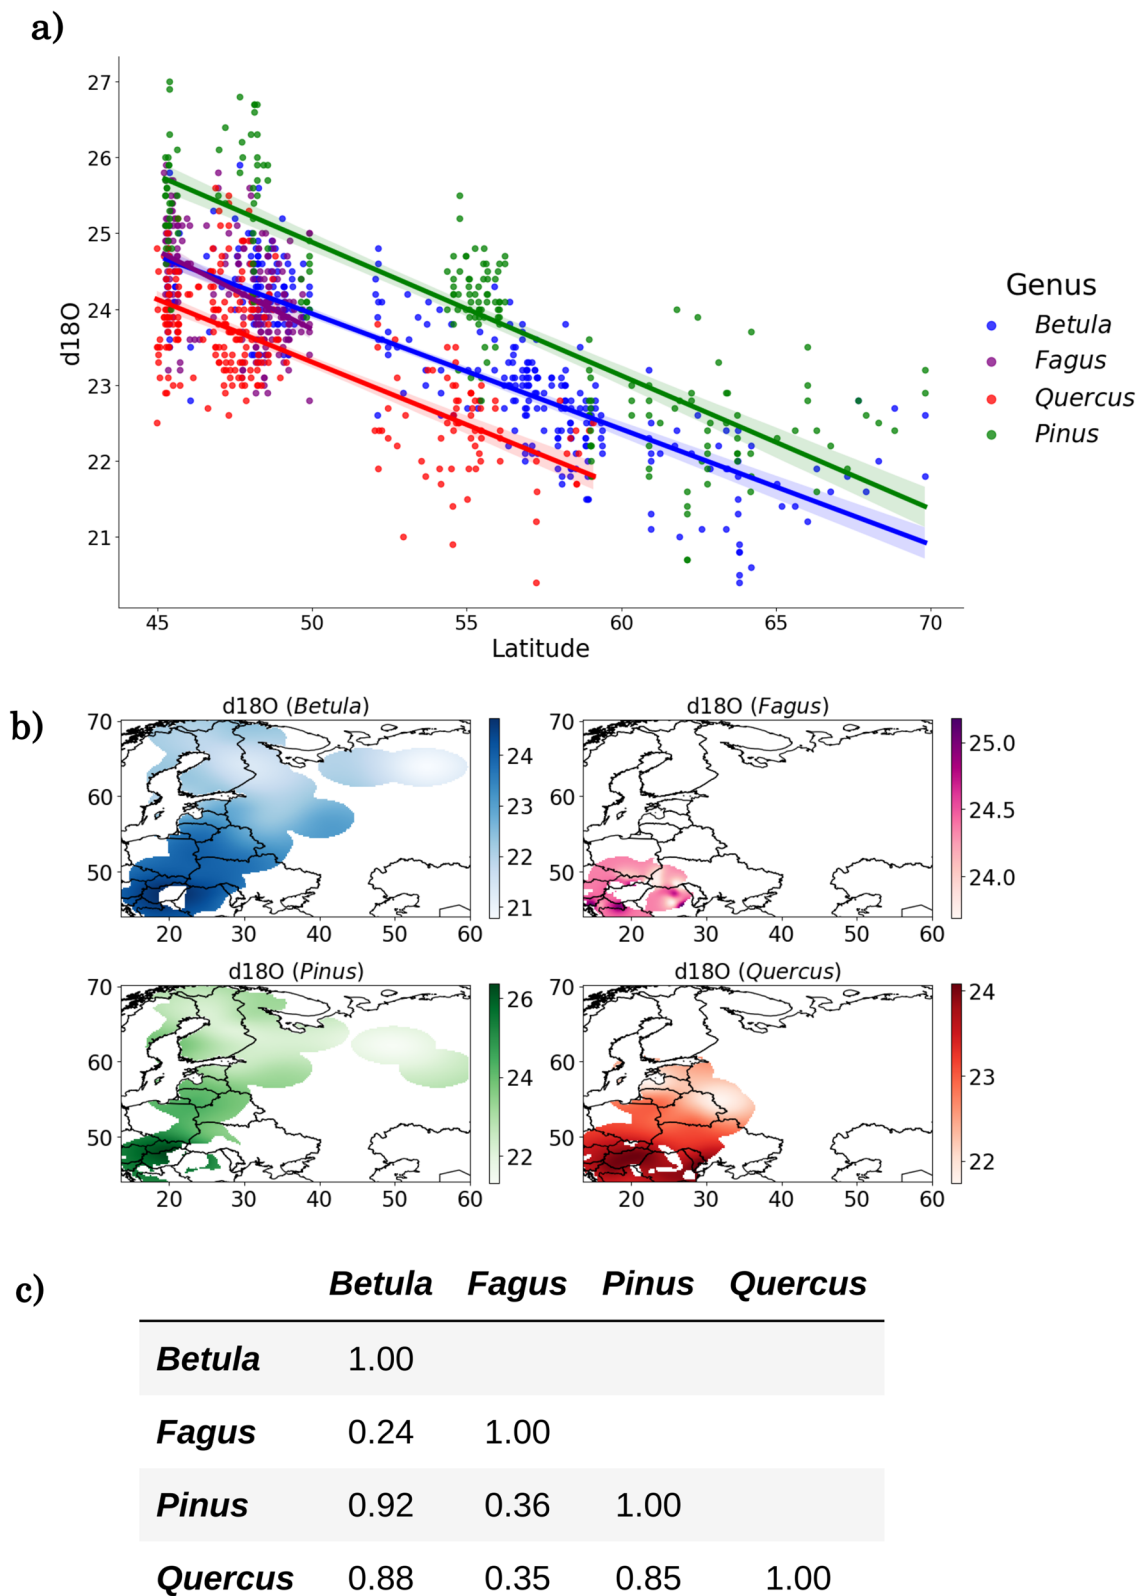 a)
27
26
25
24
23
22
21
d18O
45 50 55 60 65 70
Latitude
Genus
Betula
Fagus
Quercus
Pinus
b)
d18O (Betula)
70
60
50
20 30 40 50 60
24
23
22
21
d18O (Fagus)
70
60
50
20 30 40 50 60
25.0
24.5
24.0
d18O (Pinus)
70
60
50
20 30 40 50 60
26
24
22
d18O (Quercus)
70
60
50
20 30 40 50 60
24
23
22
c)
Betula Fagus Pinus Quercus
Betula 1.00
Fagus 0.24 1.00
Pinus 0.92 0.36 1.00
Quercus 0.88 0.35 0.85 1.00